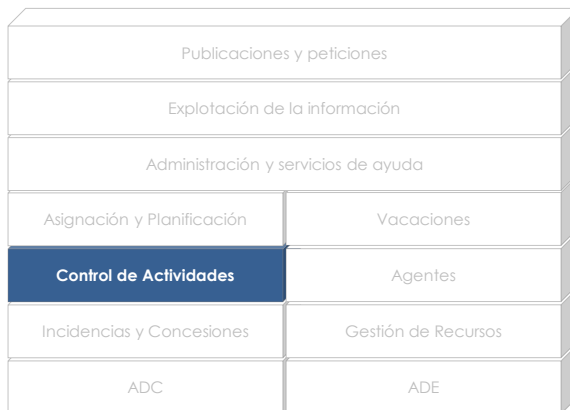 Publicaciones y peticiones
Explotación de la información
Administración y servicios de ayuda
Asignación y Planificación
Vacaciones
Control de Actividades
Agentes
Incidencias y Concesiones
Gestión de Recursos
ADC
ADE